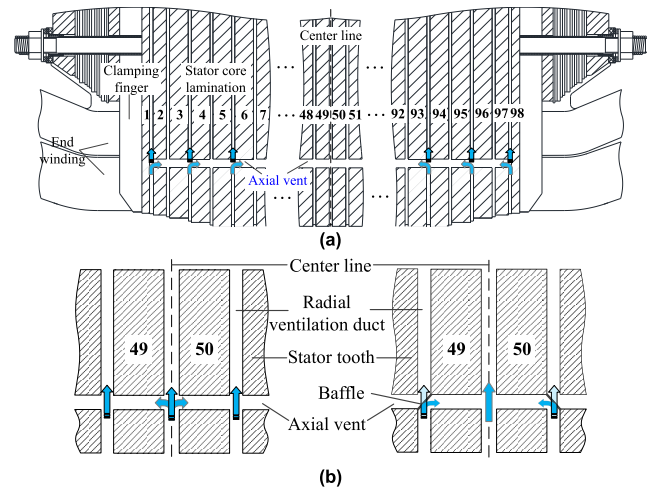 Center line
Clamping
finger
Stator core
lamination
1 2 3 4 5 6 7 ··· 48 49 50 51 ··· 92 93 94 95 96 97 98
End
winding
Axial vent
(a)
Center line
Radial
ventilation duct
49 50 49 50
Stator tooth
Baffle
Axial vent
(b)